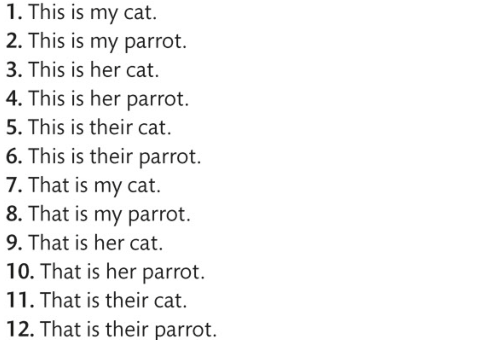 1. This is my cat.
2. This is my parrot.
3. This is her cat.
4. This is her parrot.
5. This is their cat.
6. This is their parrot.
7. That is my cat.
8. That is my parrot.
9. That is her cat.
10. That is her parrot.
11. That is their cat.
12. That is their parrot.